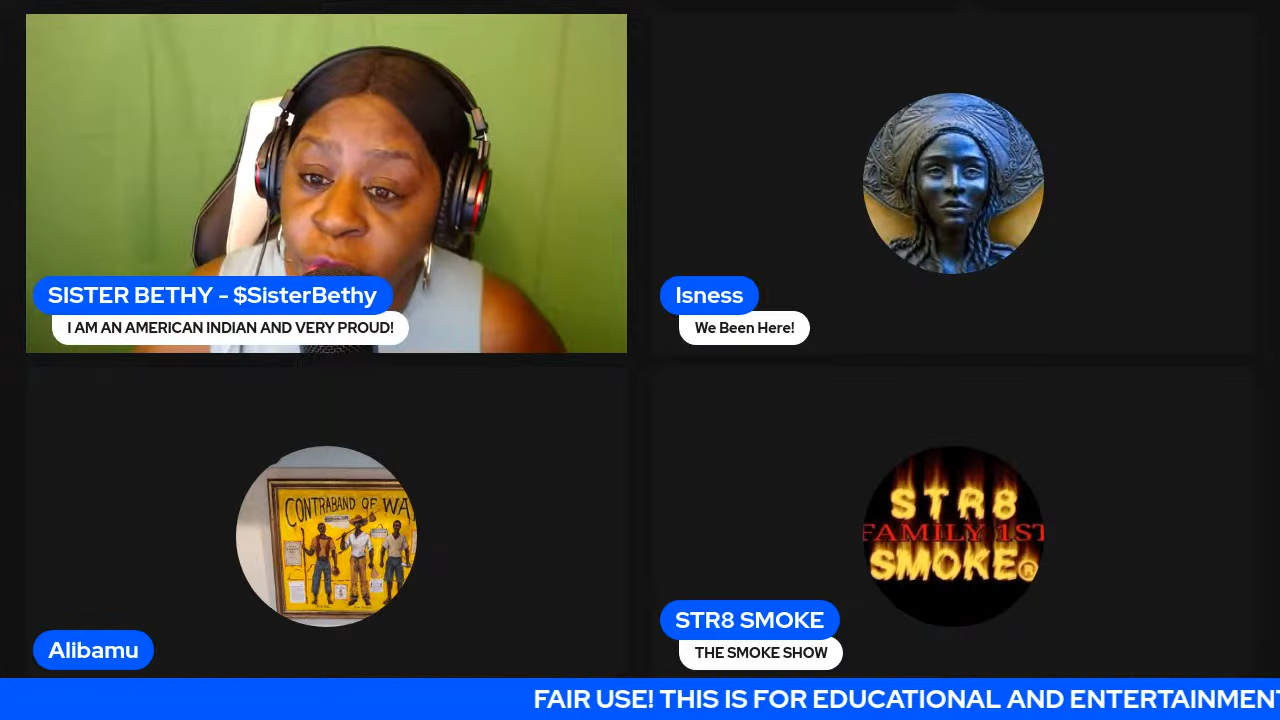 SISTER BETHY - $SisterBethy
I AM AN AMERICAN INDIAN AND VERY PROUD!
Isness
We Been Here!
CONTRABAND OF WA
Alibamu
STR8
FAMILY 1ST
SMOKE®
STR8 SMOKE
THE SMOKE SHOW
FAIR USE! THIS IS FOR EDUCATIONAL AND ENTERTAINMENT